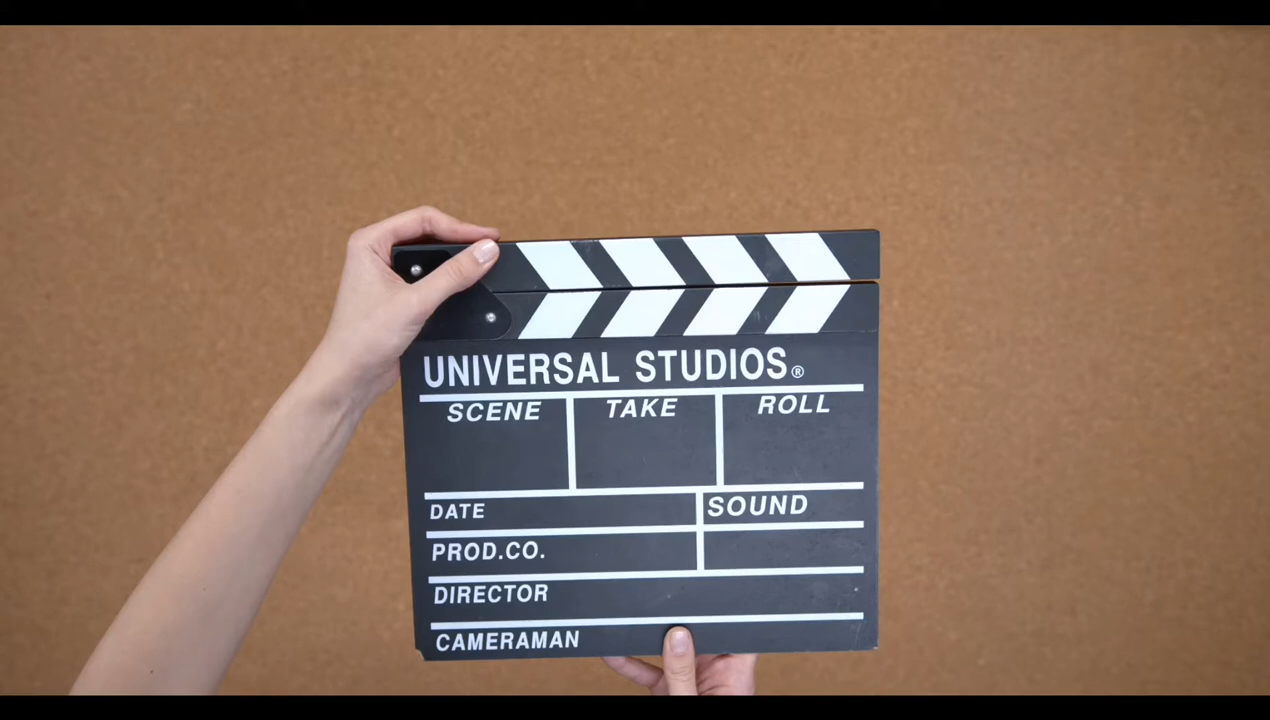 UNIVERSAL STUDIOS®
SCENE TAKE ROLL
DATE SOUND
PROD.CO.
DIRECTOR
CAMERAMAN